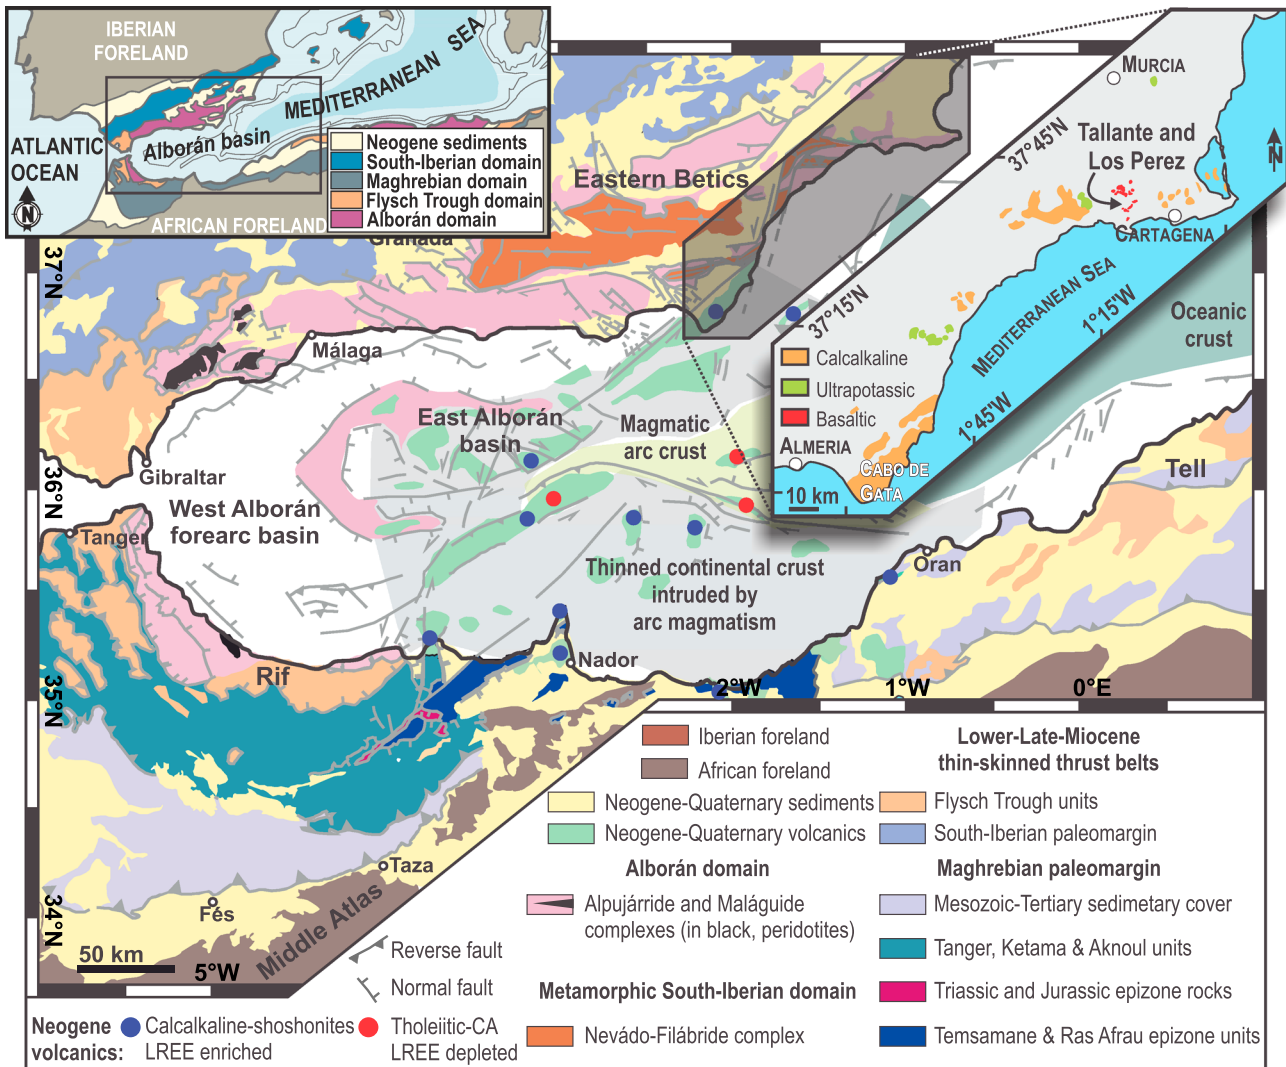 IBERIAN
FORELAND
MEDITERRANEAN SEA
ATLANTIC
OCEAN
Alborán basin
N
AFRICAN FORELAND
Neogene sediments
South-Iberian domain
Maghrebian domain
Flysch Trough domain
Alborán domain
MURCIA
37°45'N
Tallante and
Los Perez
N
CARTAGENA
MEDITERRANEAN SEA
37°15'N
1°15'W
1°45'W
Calcalkaline
Ultrapotassic
Basaltic
ALMERIA
CABO DE
GATA
10 km
Oceanic
crust
Eastern Betics
Granada
37°N
Málaga
East Alborán
basin
Magmatic
arc crust
Gibraltar
36°N
West Alborán
forearc basin
Tanger
Tell
Oran
Thinned continental crust
intruded by
arc magmatism
Nador
Rif
35°N
2°W
1°W
0°E
Taza
Fés
Middle Atlas
34°N
50 km
5°W
Reverse fault
Normal fault
Neogene
volcanics:
Calcalkaline-shoshonites
LREE enriched
Tholeiitic-CA
LREE depleted
Iberian foreland
African foreland
Neogene-Quaternary sediments
Neogene-Quaternary volcanics
Alborán domain
Alpujárride and Maláguide
complexes (in black, peridotites)
Metamorphic South-Iberian domain
Nevádo-Filábride complex
Lower-Late-Miocene
thin-skinned thrust belts
Flysch Trough units
South-Iberian paleomargin
Maghrebian paleomargin
Mesozoic-Tertiary sedimetary cover
Tanger, Ketama & Aknoul units
Triassic and Jurassic epizone rocks
Temsamane & Ras Afrau epizone units